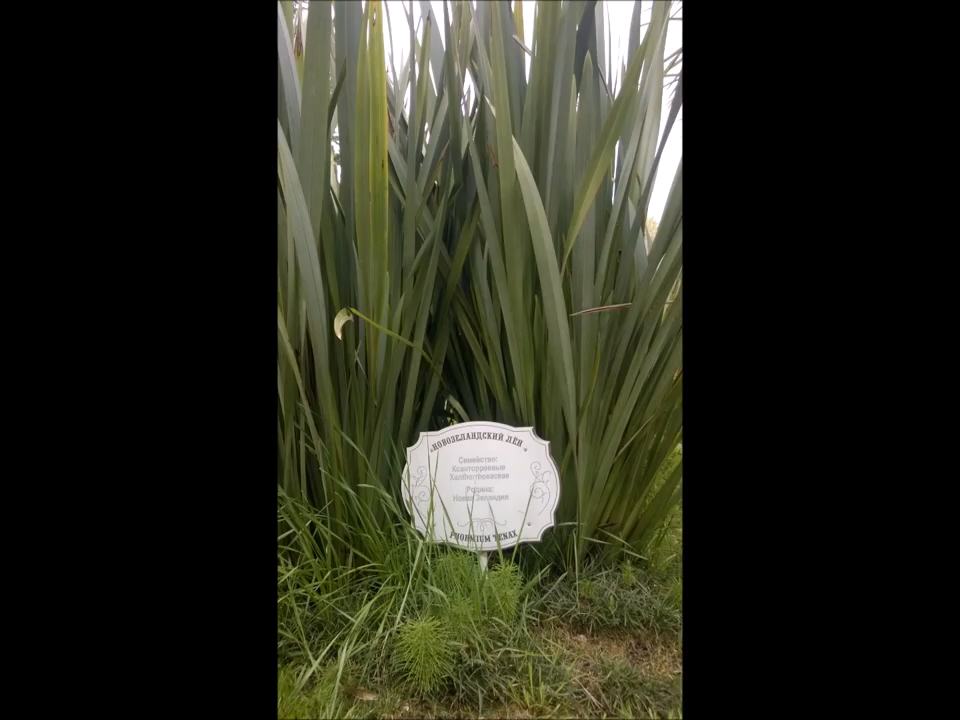 «НОВОЗЕЛАНДСКИЙ ЛЁН»
Семейство:
Ксанторреевые
Xanthorrhoeaceae
Родина:
Новая Зеландия
PHORMIUM TENAX